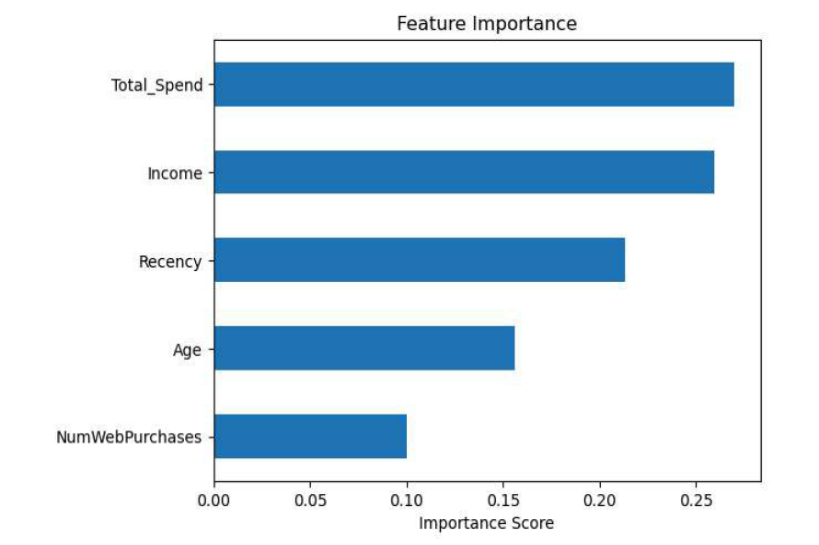 Feature Importance
Total_Spend
Income
Recency
Age
NumWebPurchases
0.00 0.05 0.10 0.15 0.20 0.25
Importance Score